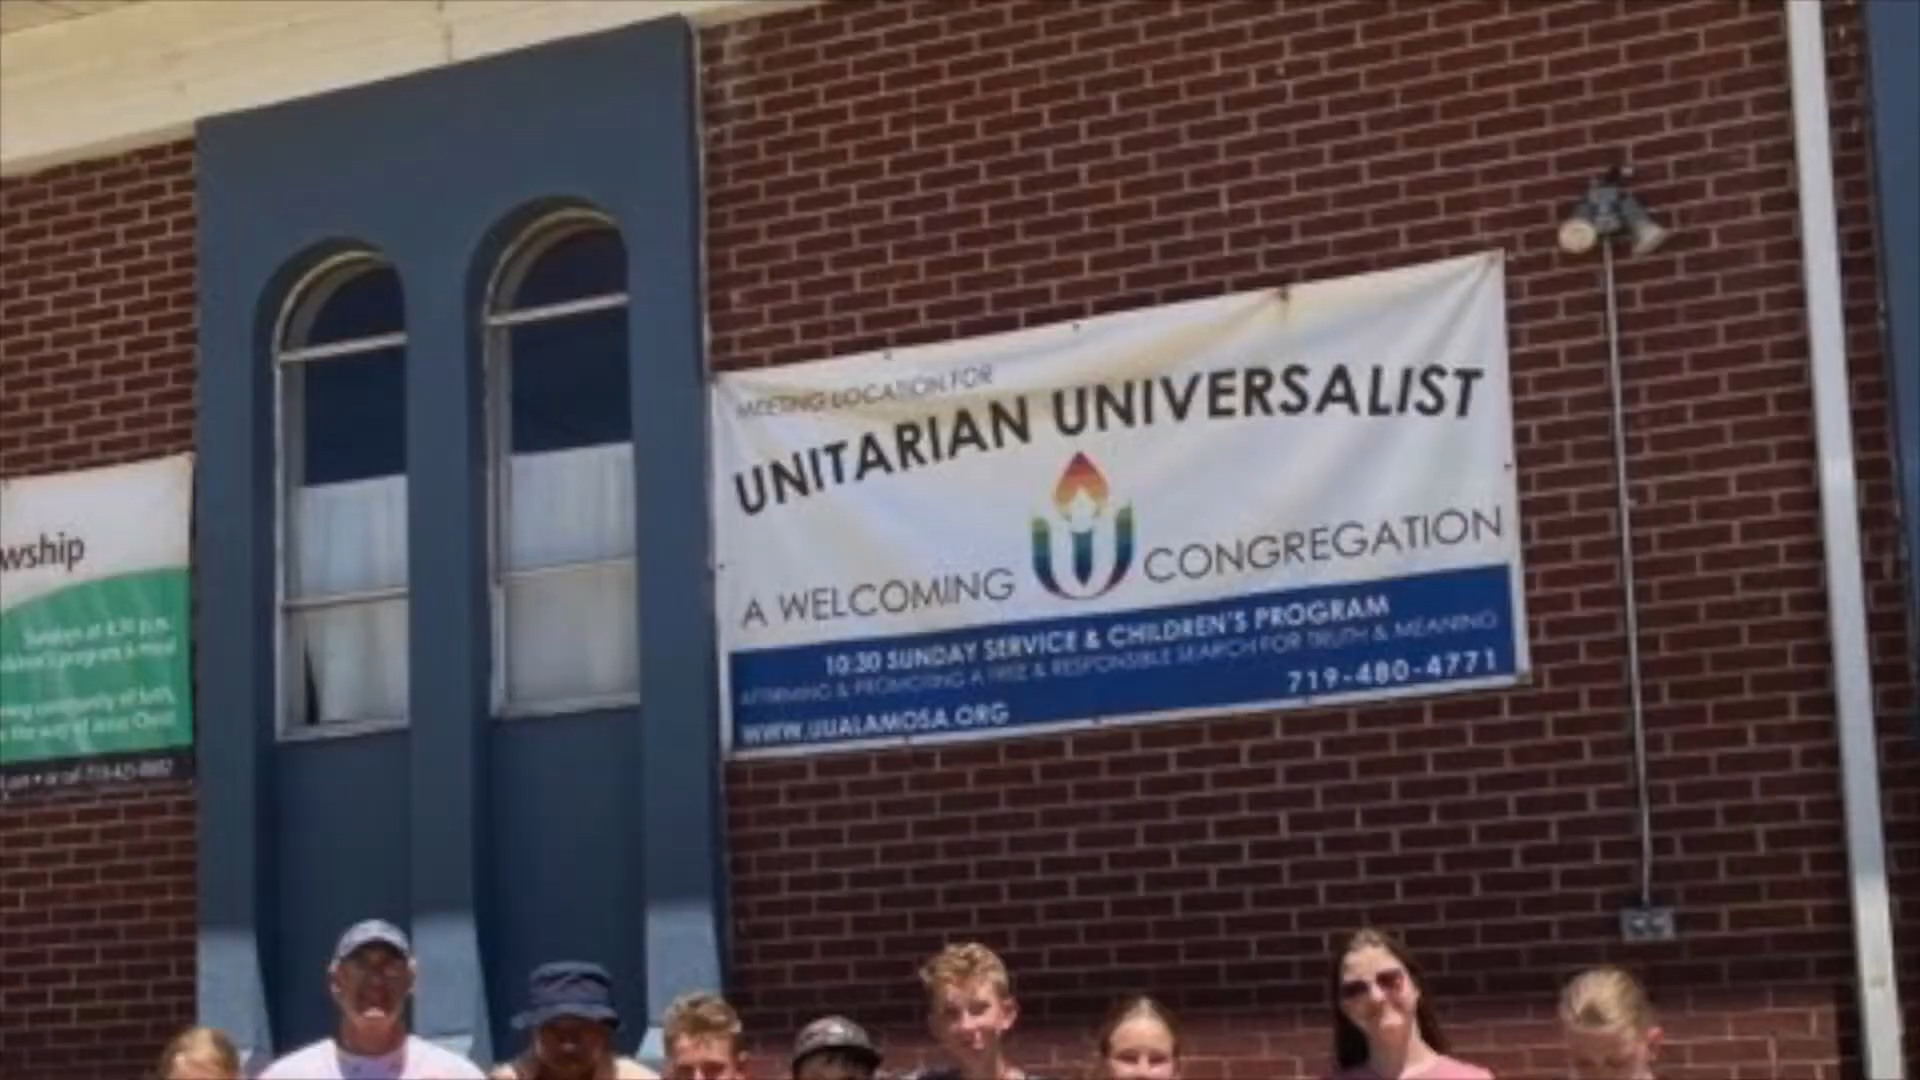 MEETING LOCATION FOR
UNITARIAN UNIVERSALIST
A WELCOMING CONGREGATION
10:30 SUNDAY SERVICE & CHILDREN'S PROGRAM
AFFIRMING & PROMOTING A FREE & RESPONSIBLE SEARCH FOR TRUTH & MEANING
719-480-4771
WWW.UUALAMOSA.ORG
wship